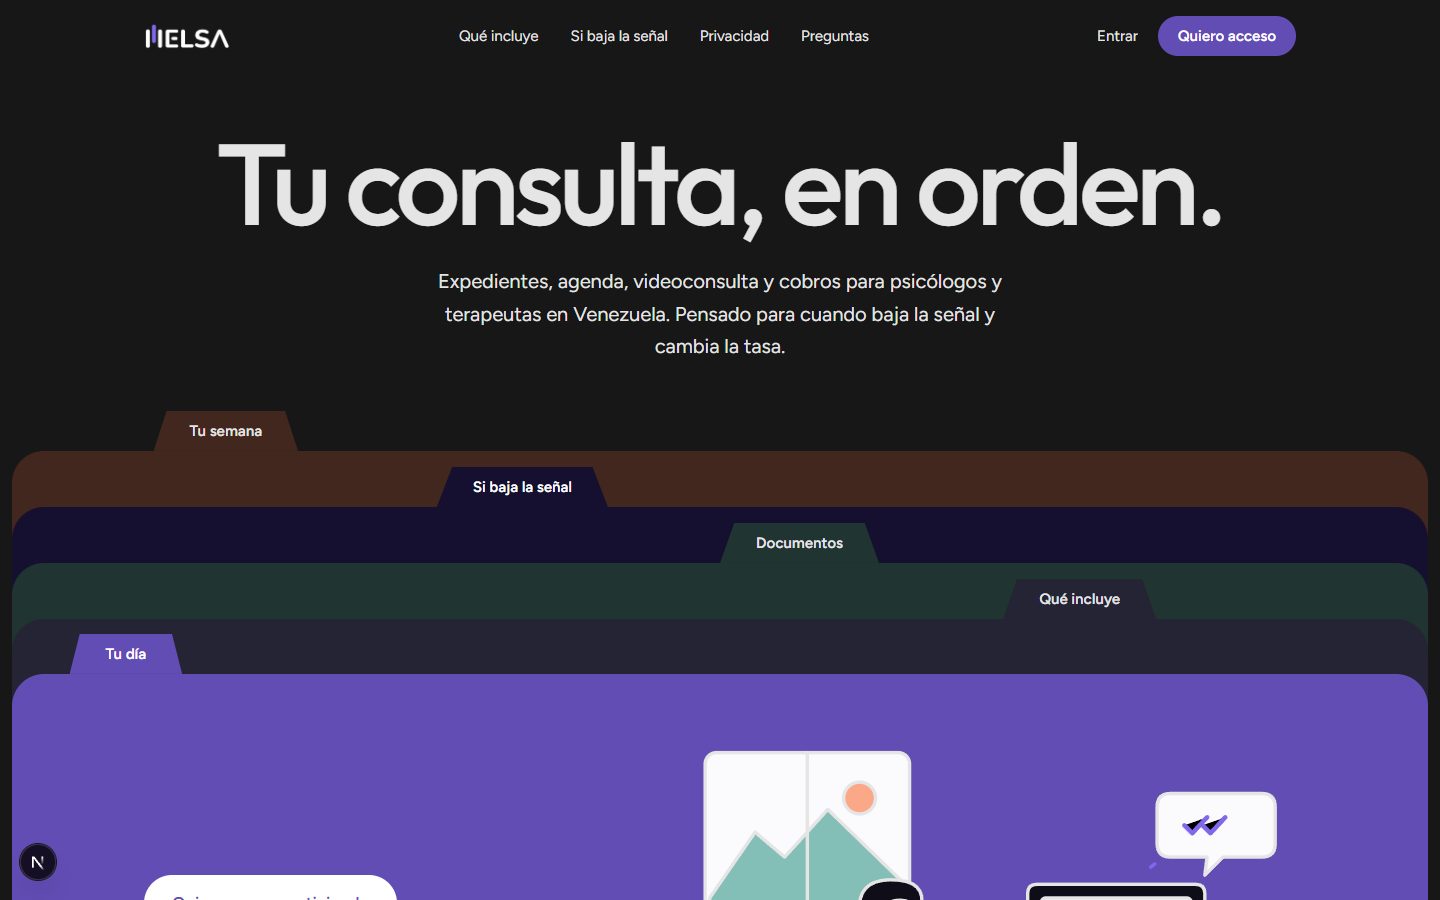 MELSA
Qué incluye
Si baja la señal
Privacidad
Preguntas
Entrar
Quiero acceso
Tu consulta, en orden.
Expedientes, agenda, videoconsulta y cobros para psicólogos y
terapeutas en Venezuela. Pensado para cuando baja la señal y
cambia la tasa.
Tu semana
Si baja la señal
Documentos
Qué incluye
Tu día
N